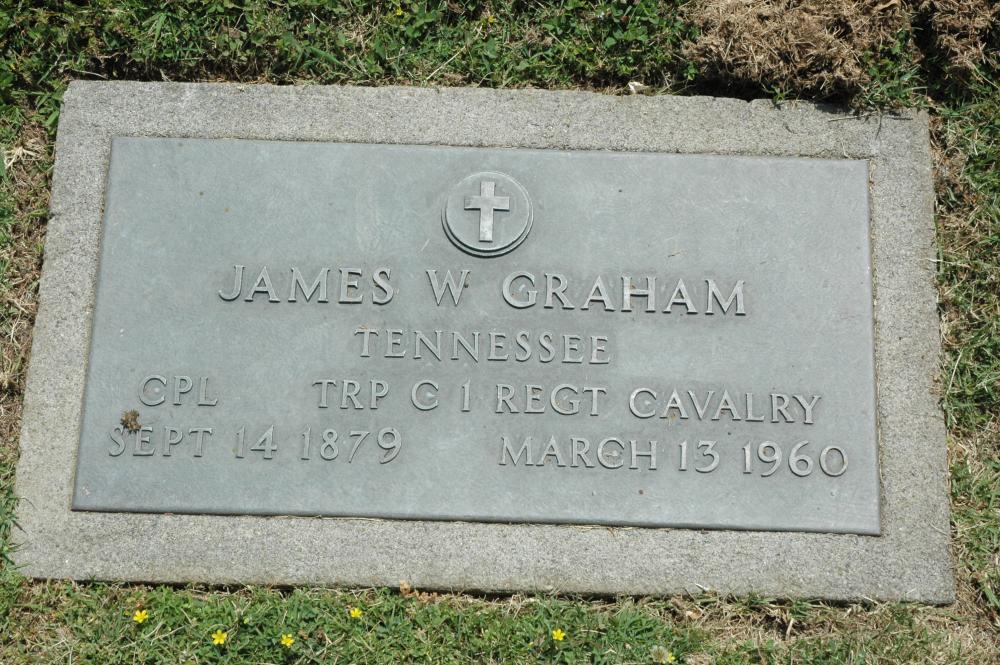 JAMES W GRAHAM
TENNESSEE
CPL TRP C 1 REGT CAVALRY
SEPT 14 1879 MARCH 13 1960